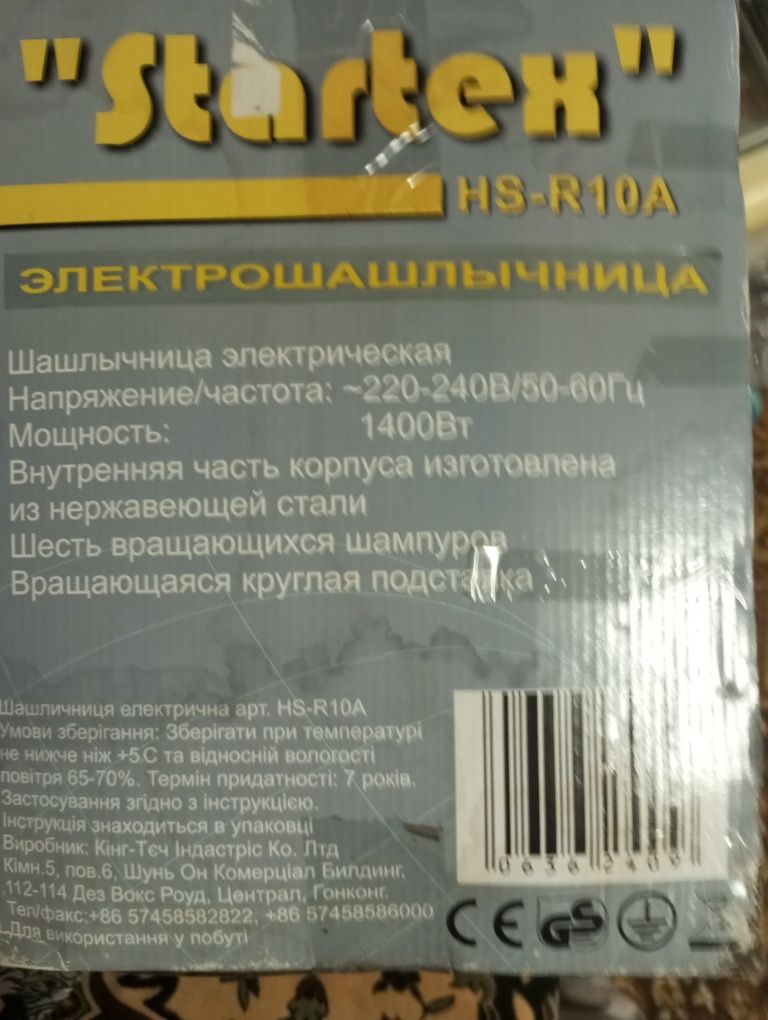 "Startex"
HS-R10A
ЭЛЕКТРОШАШЛЫЧНИЦА
Шашлычница электрическая
Напряжение/частота: ~220-240В/50-60Гц
Мощность: 1400Вт
Внутренняя часть корпуса изготовлена
из нержавеющей стали
Шесть вращающихся шампуров
Вращающаяся круглая подставка
Шашличниця електрична арт. HS-R10A
Умови зберігання: Зберігати при температурі
не нижче ніж +5 С та відносній вологості
повітря 65-70%. Термін придатності: 7 років.
Застосування згідно з інструкцією.
Інструкція знаходиться в упаковці
Виробник: Кінг-Тєч Індастріс Ко. Лтд
Кімн.5, пов.6, Шунь Он Комерціал Билдинг,
112-114 Дез Вокс Роуд, Централ, Гонконг.
Тел/факс:+86 57458582822, +86 57458586000
Для використання у побуті
CE GS